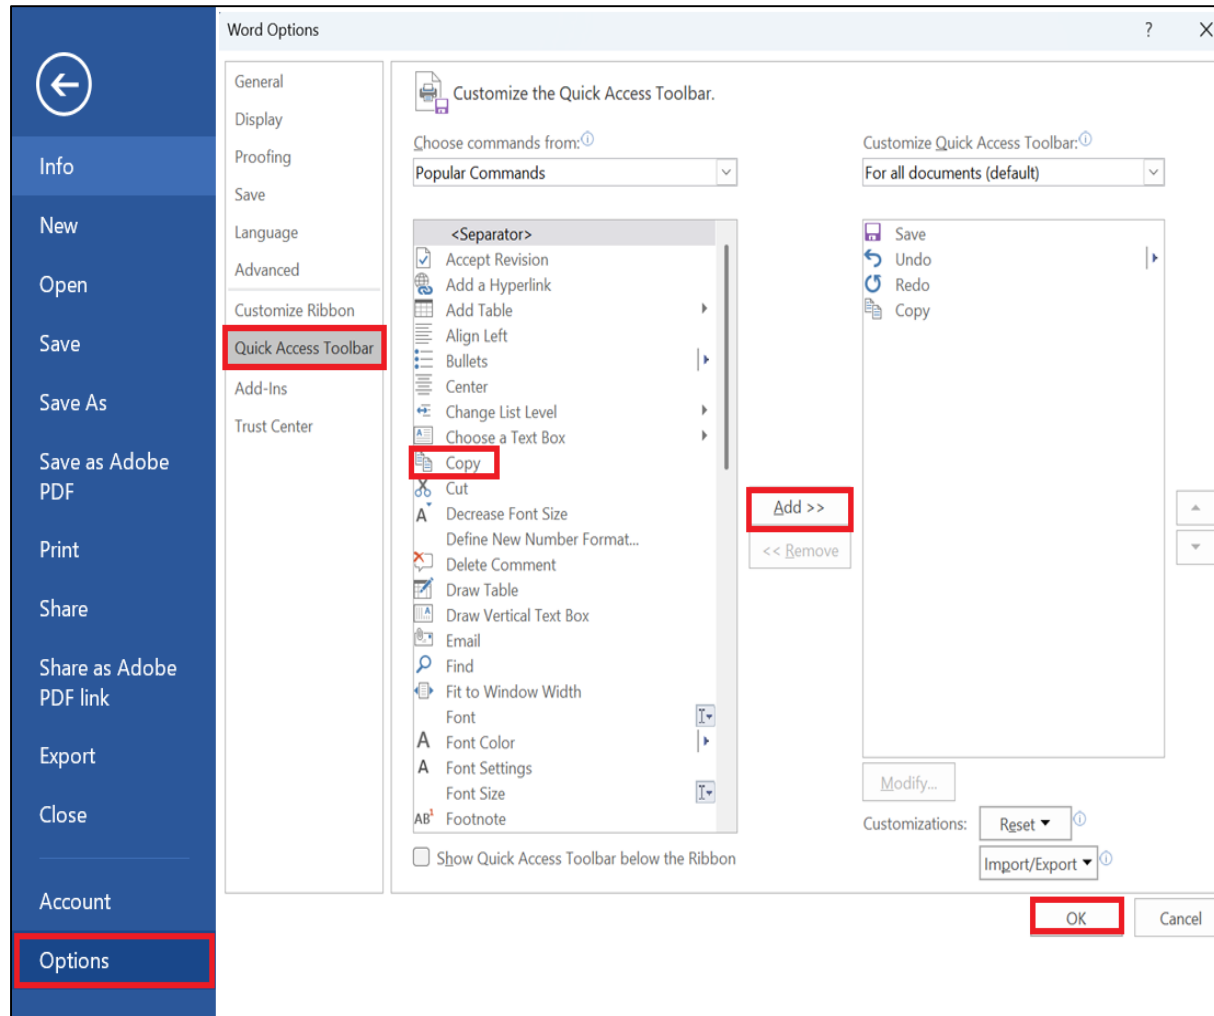 Word Options
?
Info
New
Open
Save
Save As
Save as Adobe
PDF
Print
Share
Share as Adobe
PDF link
Export
Close
Account
Options
General
Display
Proofing
Save
Language
Advanced
Customize Ribbon
Quick Access Toolbar
Add-Ins
Trust Center
Customize the Quick Access Toolbar.
Choose commands from:
Popular Commands
<Separator>
Accept Revision
Add a Hyperlink
Add Table
Align Left
Bullets
Center
Change List Level
Choose a Text Box
Copy
Cut
Decrease Font Size
Define New Number Format...
Delete Comment
Draw Table
Draw Vertical Text Box
Email
Find
Fit to Window Width
Font
Font Color
Font Settings
Font Size
AB1 Footnote
Show Quick Access Toolbar below the Ribbon
Add >>
<< Remove
Customize Quick Access Toolbar:
For all documents (default)
Save
Undo
Redo
Copy
Modify...
Customizations:
Reset
Import/Export
OK
Cancel